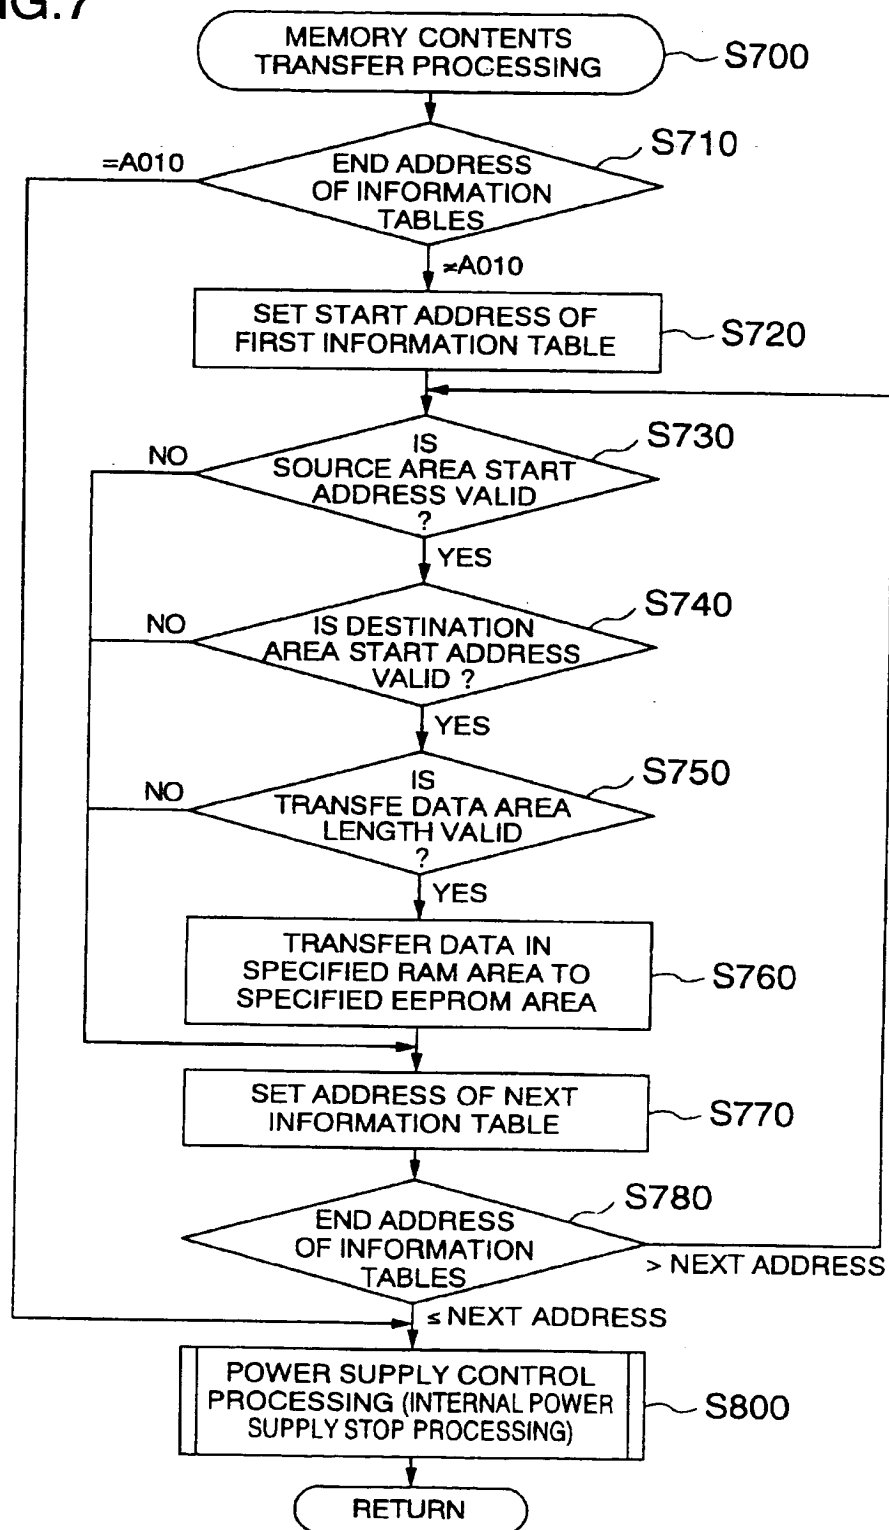 FIG.7
MEMORY CONTENTS
TRANSFER PROCESSING
S700
=A010
END ADDRESS
OF INFORMATION
TABLES
S710
≠A010
SET START ADDRESS OF
FIRST INFORMATION TABLE
S720
IS
SOURCE AREA START
ADDRESS VALID
?
S730
NO
YES
IS DESTINATION
AREA START ADDRESS
VALID ?
S740
NO
YES
IS
TRANSFE DATA AREA
LENGTH VALID
?
S750
NO
YES
TRANSFER DATA IN
SPECIFIED RAM AREA TO
SPECIFIED EEPROM AREA
S760
SET ADDRESS OF NEXT
INFORMATION TABLE
S770
END ADDRESS
OF INFORMATION
TABLES
S780
> NEXT ADDRESS
≤ NEXT ADDRESS
POWER SUPPLY CONTROL
PROCESSING (INTERNAL POWER
SUPPLY STOP PROCESSING)
S800
RETURN